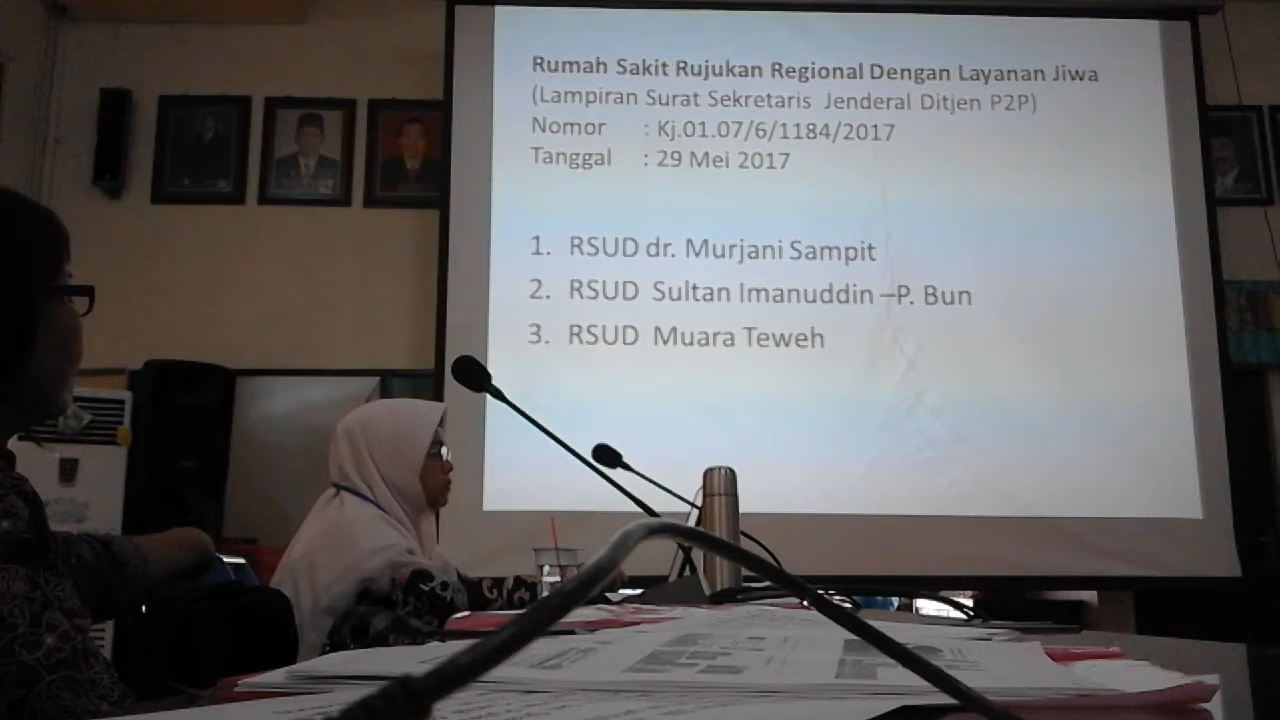 Rumah Sakit Rujukan Regional Dengan Layanan Jiwa
(Lampiran Surat Sekretaris Jenderal Ditjen P2P)
Nomor : Kj.01.07/6/1184/2017
Tanggal : 29 Mei 2017
1. RSUD dr. Murjani Sampit
2. RSUD Sultan Imanuddin –P. Bun
3. RSUD Muara Teweh